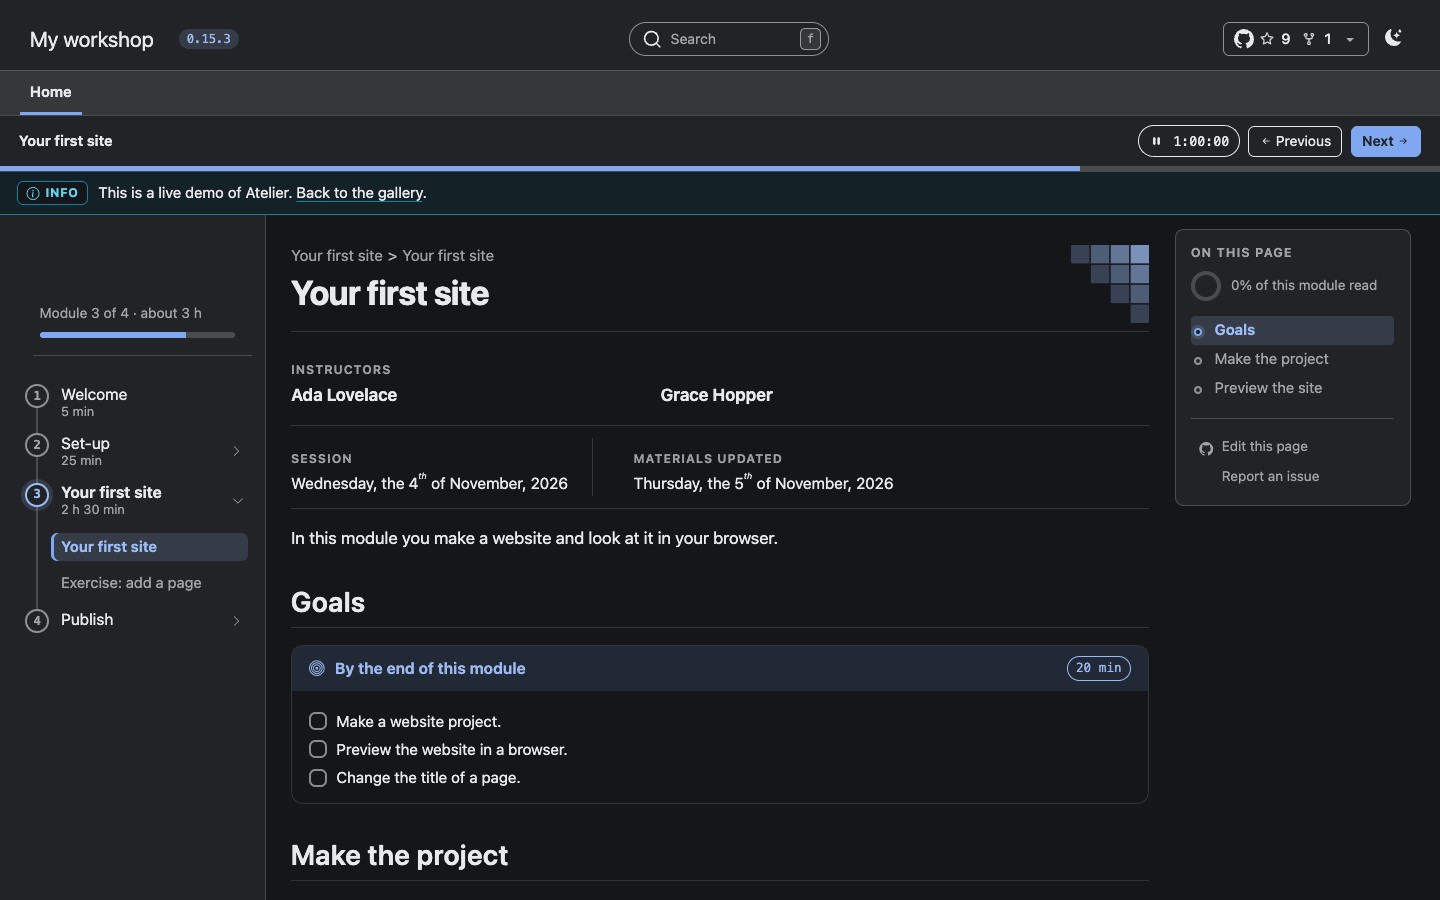 My workshop
0.15.3
Search
f
9
1
Home
Your first site
1:00:00
← Previous
Next →
INFO
This is a live demo of Atelier. Back to the gallery.
Module 3 of 4 · about 3 h
1
Welcome
5 min
2
Set-up
25 min
3
Your first site
2 h 30 min
Your first site
Exercise: add a page
4
Publish
Your first site > Your first site
Your first site
INSTRUCTORS
Ada Lovelace
Grace Hopper
SESSION
Wednesday, the 4th of November, 2026
MATERIALS UPDATED
Thursday, the 5th of November, 2026
In this module you make a website and look at it in your browser.
Goals
By the end of this module
20 min
Make a website project.
Preview the website in a browser.
Change the title of a page.
Make the project
ON THIS PAGE
0% of this module read
Goals
Make the project
Preview the site
Edit this page
Report an issue